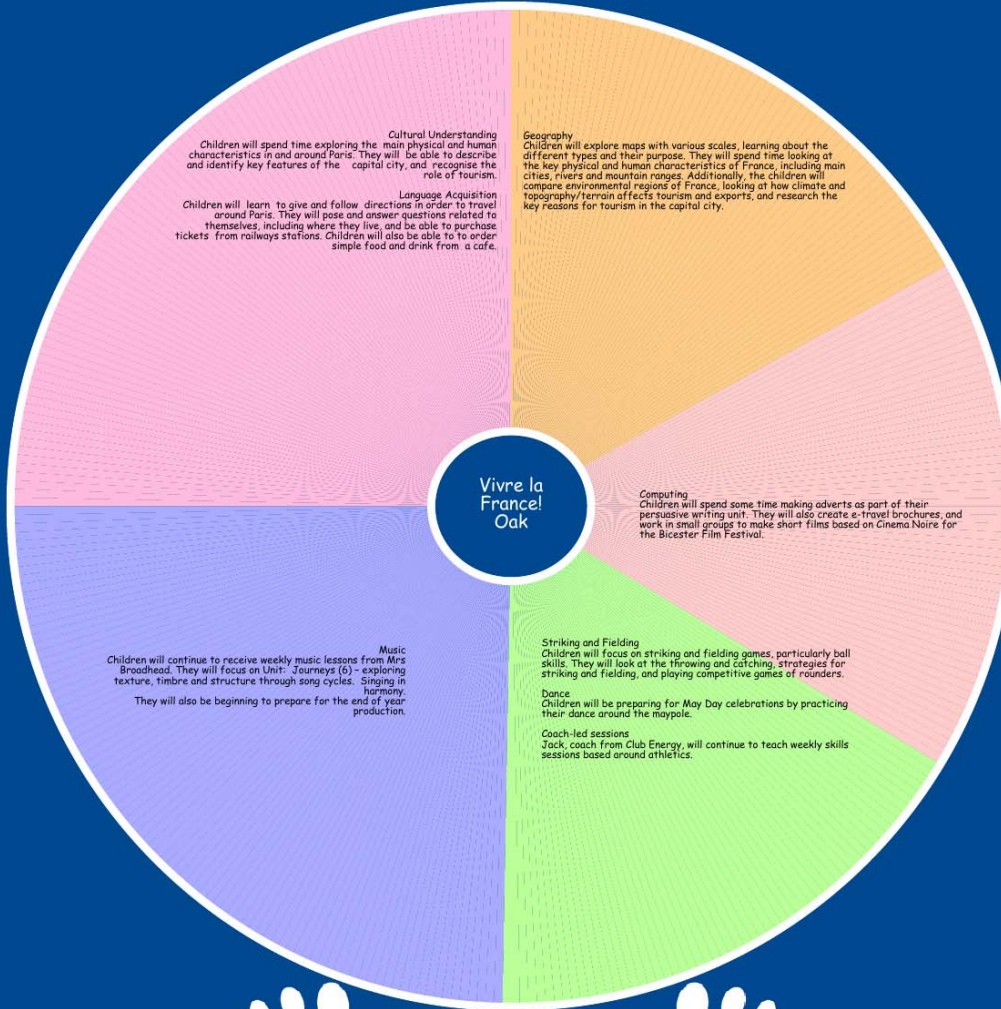 Cultural Understanding
Children will spend time exploring the main physical and human
characteristics in and around Paris. They will be able to describe
and identify key features of the capital city, and recognise the
role of tourism.
Language Acquisition
Children will learn to give and follow directions in order to travel
around Paris. They will pose and answer questions related to
themselves, including where they live, and be able to purchase
tickets from railways stations. Children will also be able to to order
simple food and drink from a cafe.
Geography
Children will explore maps with various scales, learning about the
different types and their purpose. They will spend time looking at
the key physical and human characteristics of France, including main
cities, rivers and mountain ranges. Additionally, the children will
compare environmental regions of France, looking at how climate and
topography/terrain affects tourism and exports, and research the
key reasons for tourism in the capital city.
Vivre la
France!
Oak
Computing
Children will spend some time making adverts as part of their
persuasive writing unit. They will also create e-travel brochures, and
work in small groups to make short films based on Cinema Noire for
the Bicester Film Festival.
Music
Children will continue to receive weekly music lessons from Mrs
Broadhead. They will focus on Unit: Journeys (6) – exploring
texture, timbre and structure through song cycles. Singing in
harmony.
They will also be beginning to prepare for the end of year
production.
Striking and Fielding
Children will focus on striking and fielding games, particularly ball
skills. They will look at the throwing and catching, strategies for
striking and fielding, and playing competitive games of rounders.
Dance
Children will be preparing for May Day celebrations by practicing
their dance around the maypole.
Coach-led sessions
Jack, coach from Club Energy, will continue to teach weekly skills
sessions based around athletics.